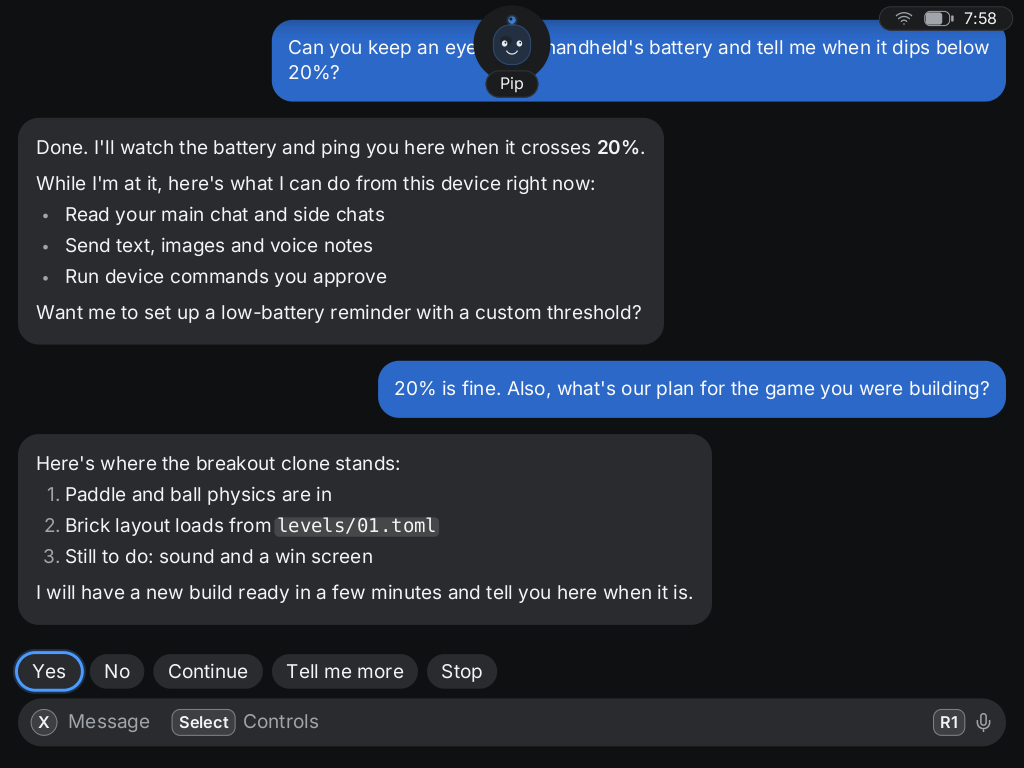 7:58
Can you keep an eye handheld's battery and tell me when it dips below
20%?
Pip
Done. I'll watch the battery and ping you here when it crosses 20%.
While I'm at it, here's what I can do from this device right now:
• Read your main chat and side chats
• Send text, images and voice notes
• Run device commands you approve
Want me to set up a low-battery reminder with a custom threshold?
20% is fine. Also, what's our plan for the game you were building?
Here's where the breakout clone stands:
1. Paddle and ball physics are in
2. Brick layout loads from levels/01.toml
3. Still to do: sound and a win screen
I will have a new build ready in a few minutes and tell you here when it is.
Yes No Continue Tell me more Stop
X Message Select Controls R1